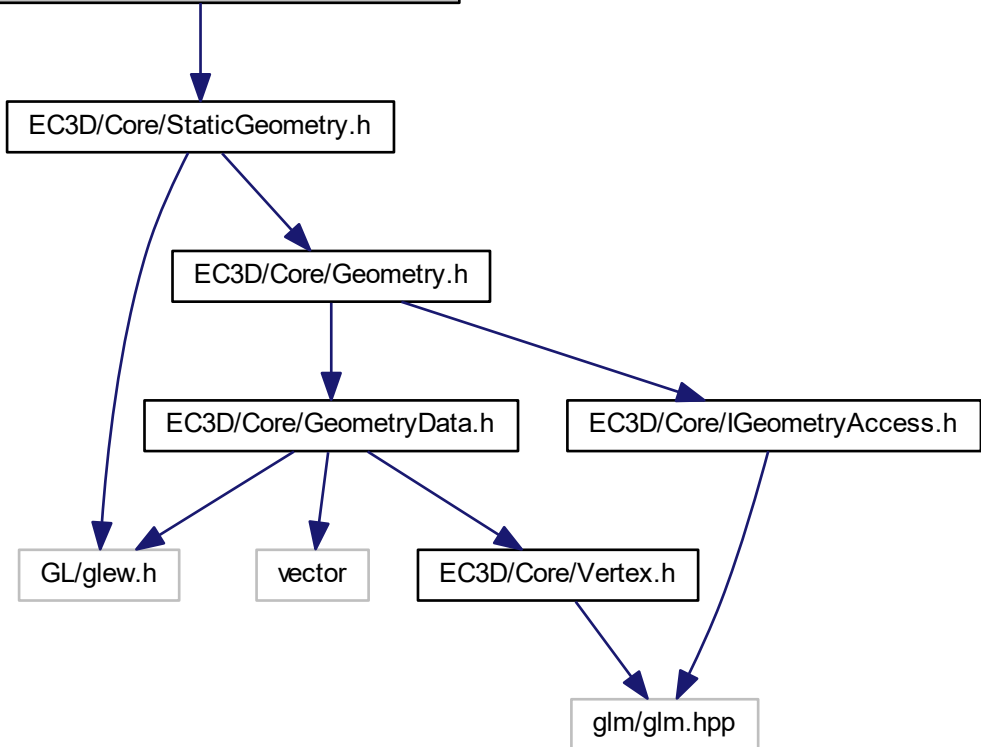 EC3D/Core/StaticGeometry.h
EC3D/Core/Geometry.h
EC3D/Core/GeometryData.h
EC3D/Core/IGeometryAccess.h
GL/glew.h
vector
EC3D/Core/Vertex.h
glm/glm.hpp